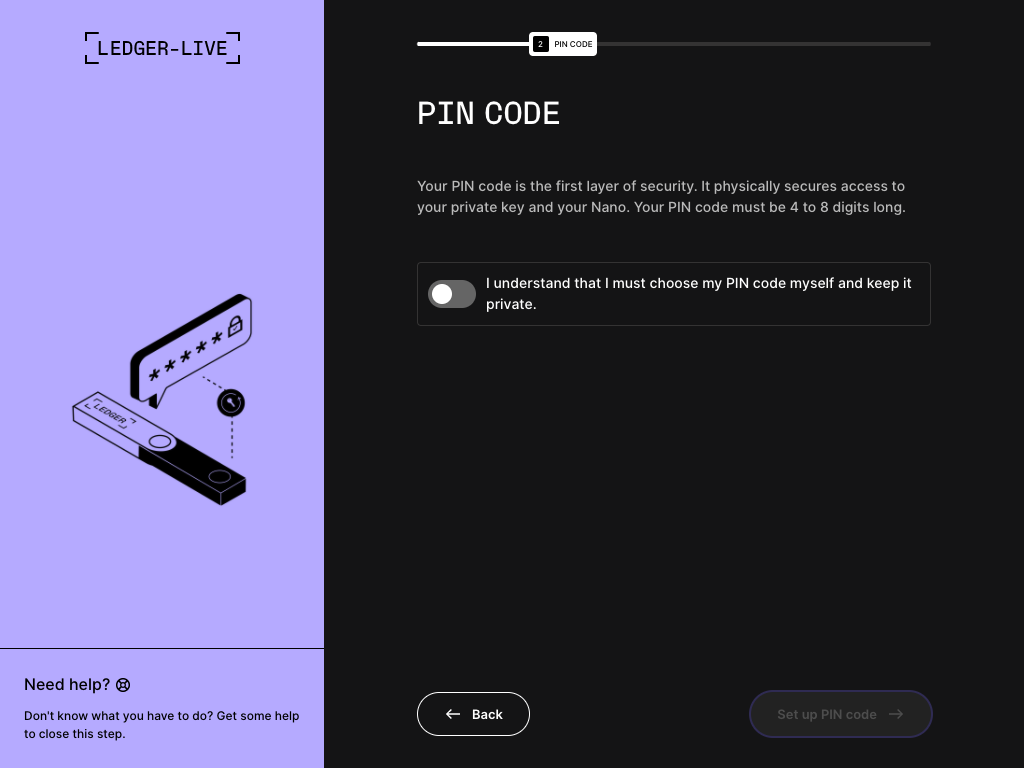 LEDGER-LIVE
2 PIN CODE
PIN CODE
Your PIN code is the first layer of security. It physically secures access to
your private key and your Nano. Your PIN code must be 4 to 8 digits long.
I understand that I must choose my PIN code myself and keep it
private.
*****
LEDGER
Need help?
Don't know what you have to do? Get some help
to close this step.
Back
Set up PIN code